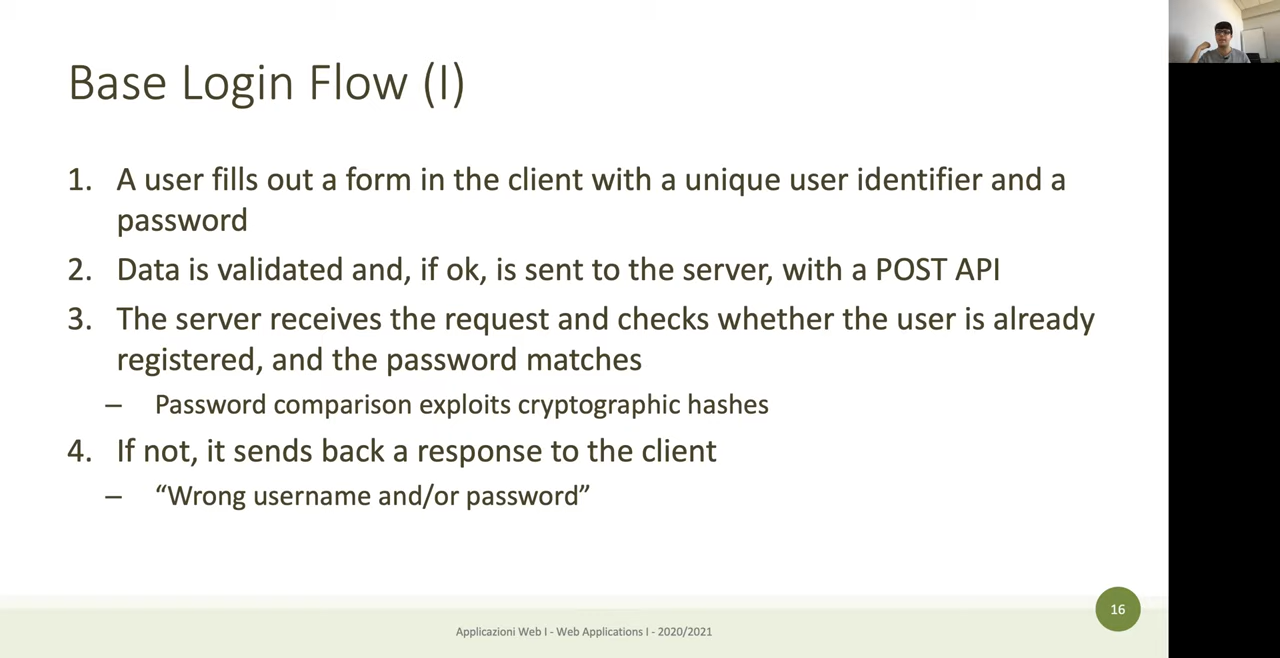 Base Login Flow (I)
1. A user fills out a form in the client with a unique user identifier and a
password
2. Data is validated and, if ok, is sent to the server, with a POST API
3. The server receives the request and checks whether the user is already
registered, and the password matches
– Password comparison exploits cryptographic hashes
4. If not, it sends back a response to the client
– “Wrong username and/or password”
16
Applicazioni Web I - Web Applications I - 2020/2021